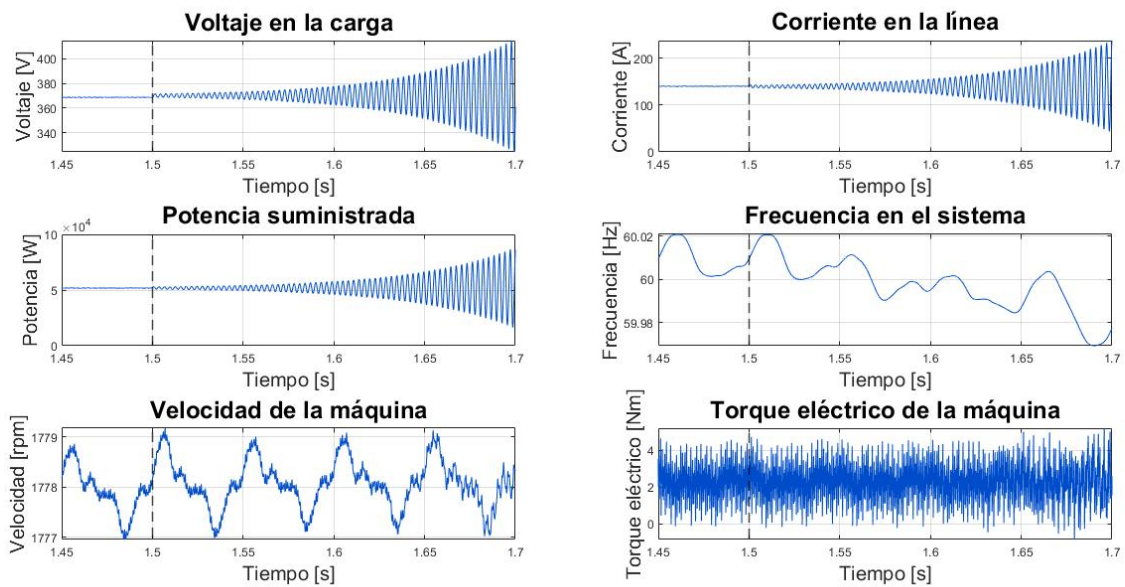 Voltaje en la carga
Voltaje [V]
400
380
360
340
1.45 1.5 1.55 1.6 1.65 1.7
Tiempo [s]
Corriente en la línea
Corriente [A]
200
100
0
1.45 1.5 1.55 1.6 1.65 1.7
Tiempo [s]
Potencia suministrada
×10⁴
Potencia [W]
10
5
0
1.45 1.5 1.55 1.6 1.65 1.7
Tiempo [s]
Frecuencia en el sistema
Frecuencia [Hz]
60.02
60
59.98
1.45 1.5 1.55 1.6 1.65 1.7
Tiempo [s]
Velocidad de la máquina
Velocidad [rpm]
1779
1778
1777
1.45 1.5 1.55 1.6 1.65 1.7
Tiempo [s]
Torque eléctrico de la máquina
Torque eléctrico [Nm]
4
2
0
1.45 1.5 1.55 1.6 1.65 1.7
Tiempo [s]